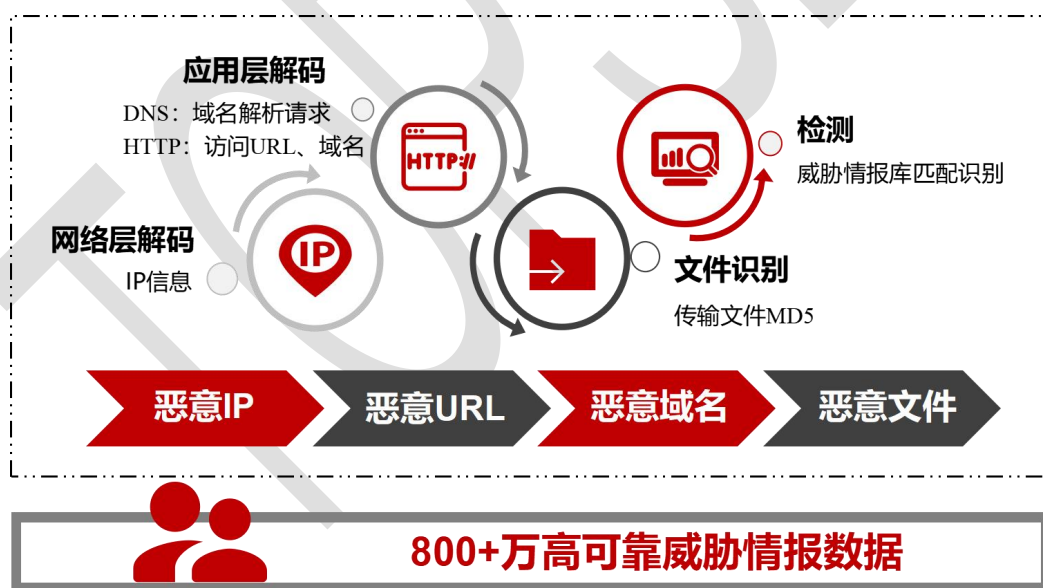 应用层解码
DNS：域名解析请求
HTTP：访问URL、域名
HTTP://
检测
威胁情报库匹配识别
网络层解码
IP信息
IP
文件识别
传输文件MD5
恶意IP
恶意URL
恶意域名
恶意文件
800+万高可靠威胁情报数据